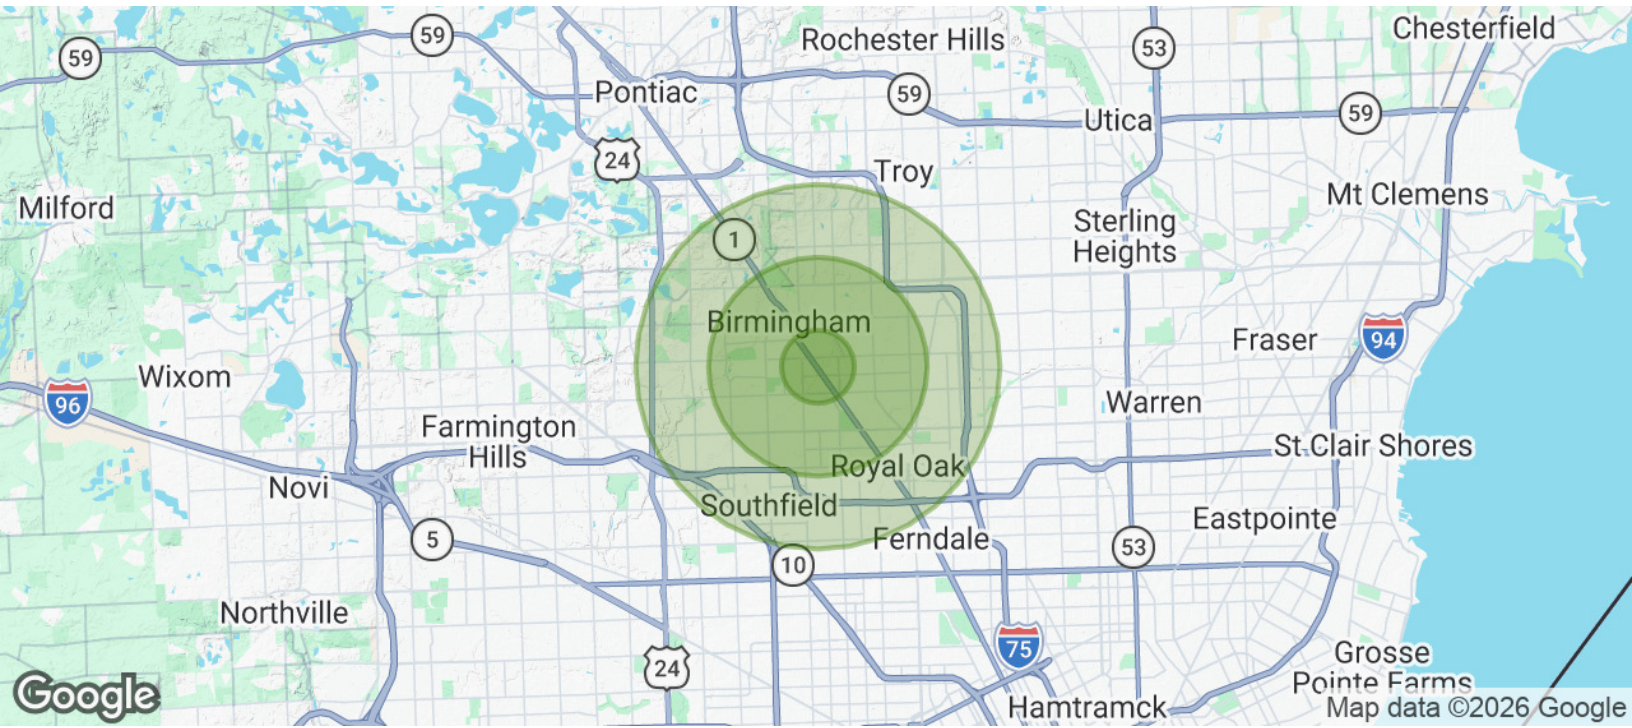 Chesterfield
Rochester Hills
59
59
53
Pontiac
59
Utica
59
24
Troy
Milford
Mt Clemens
Sterling
Heights
1
Birmingham
Fraser
94
Wixom
96
Warren
Farmington
Hills
St Clair Shores
Royal Oak
Novi
Southfield
Eastpointe
5
Ferndale
53
10
Northville
75
24
Grosse
Pointe Farms
Google
Hamtramck
Map data ©2026 Google